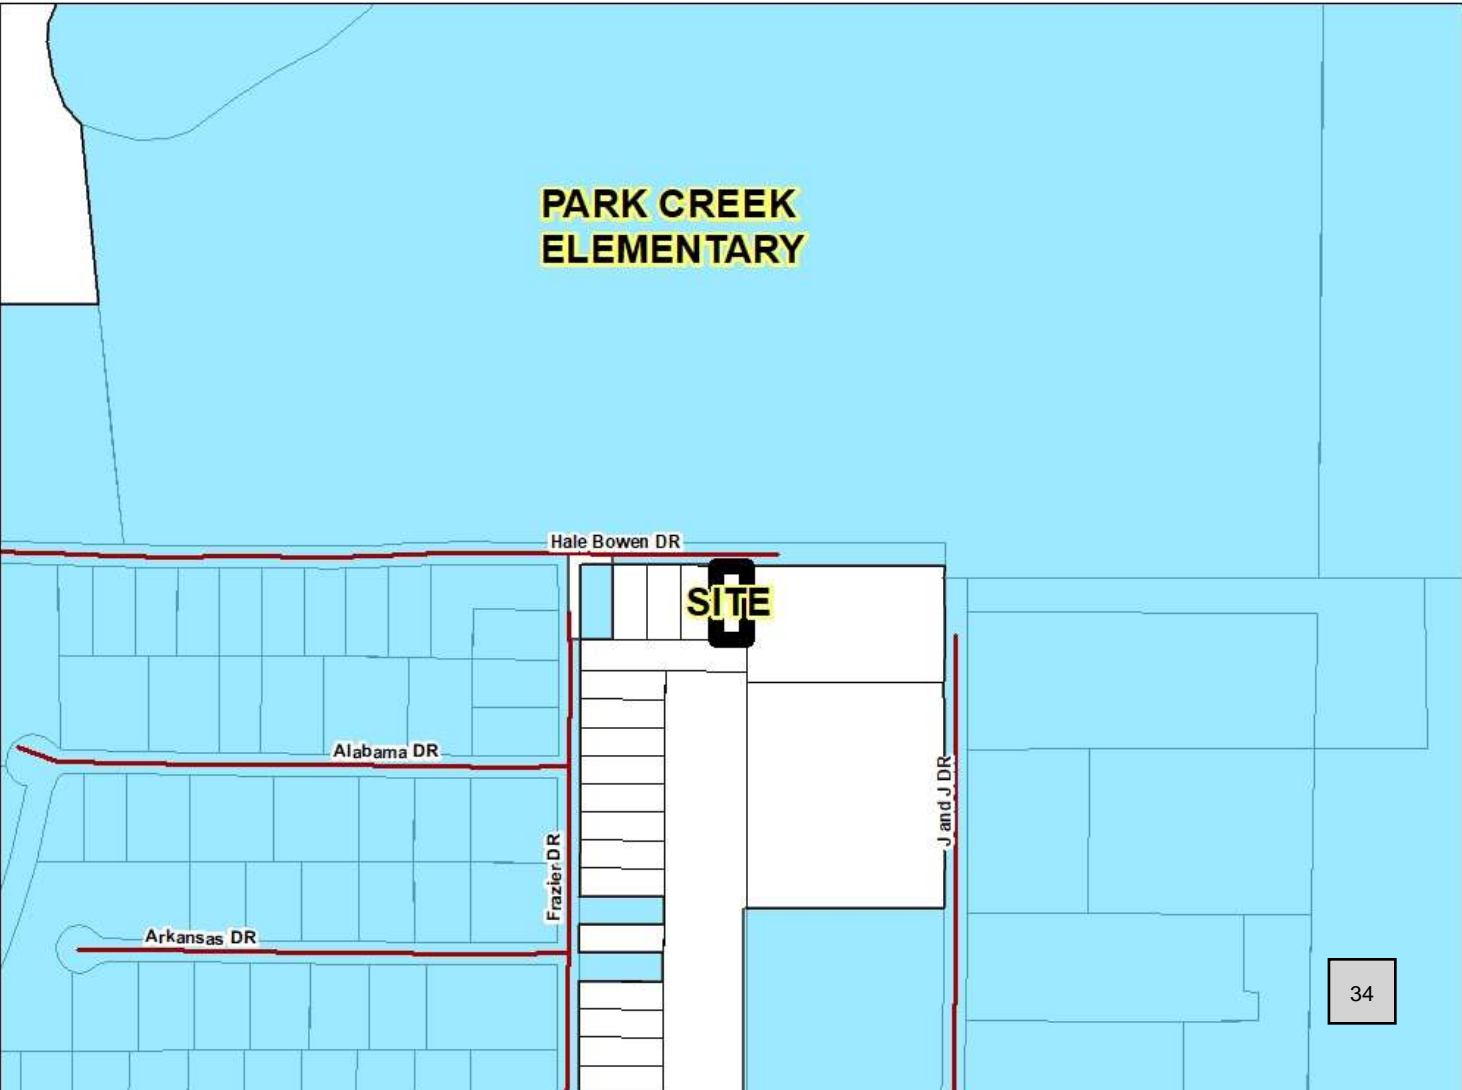 PARK CREEK
ELEMENTARY
Hale Bowen DR
SITE
Alabama DR
J and J DR
Frazier DR
Arkansas DR
34